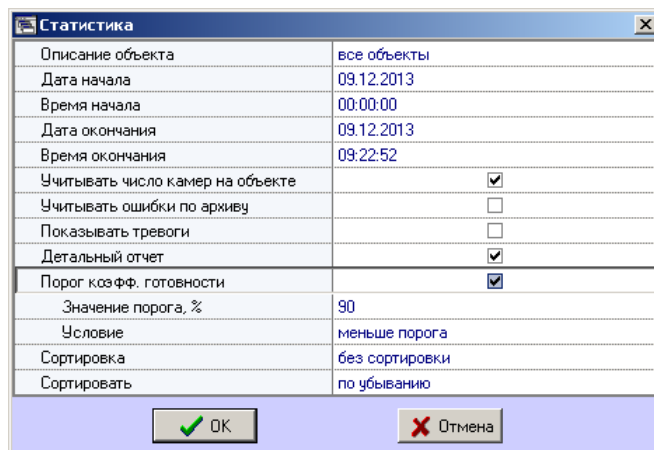 Статистика
Описание объекта все объекты
Дата начала 09.12.2013
Время начала 00:00:00
Дата окончания 09.12.2013
Время окончания 09:22:52
Учитывать число камер на объекте
Учитывать ошибки по архиву
Показывать тревоги
Детальный отчет
Порог коэфф. готовности
Значение порога, % 90
Условие меньше порога
Сортировка без сортировки
Сортировать по убыванию
OK Отмена